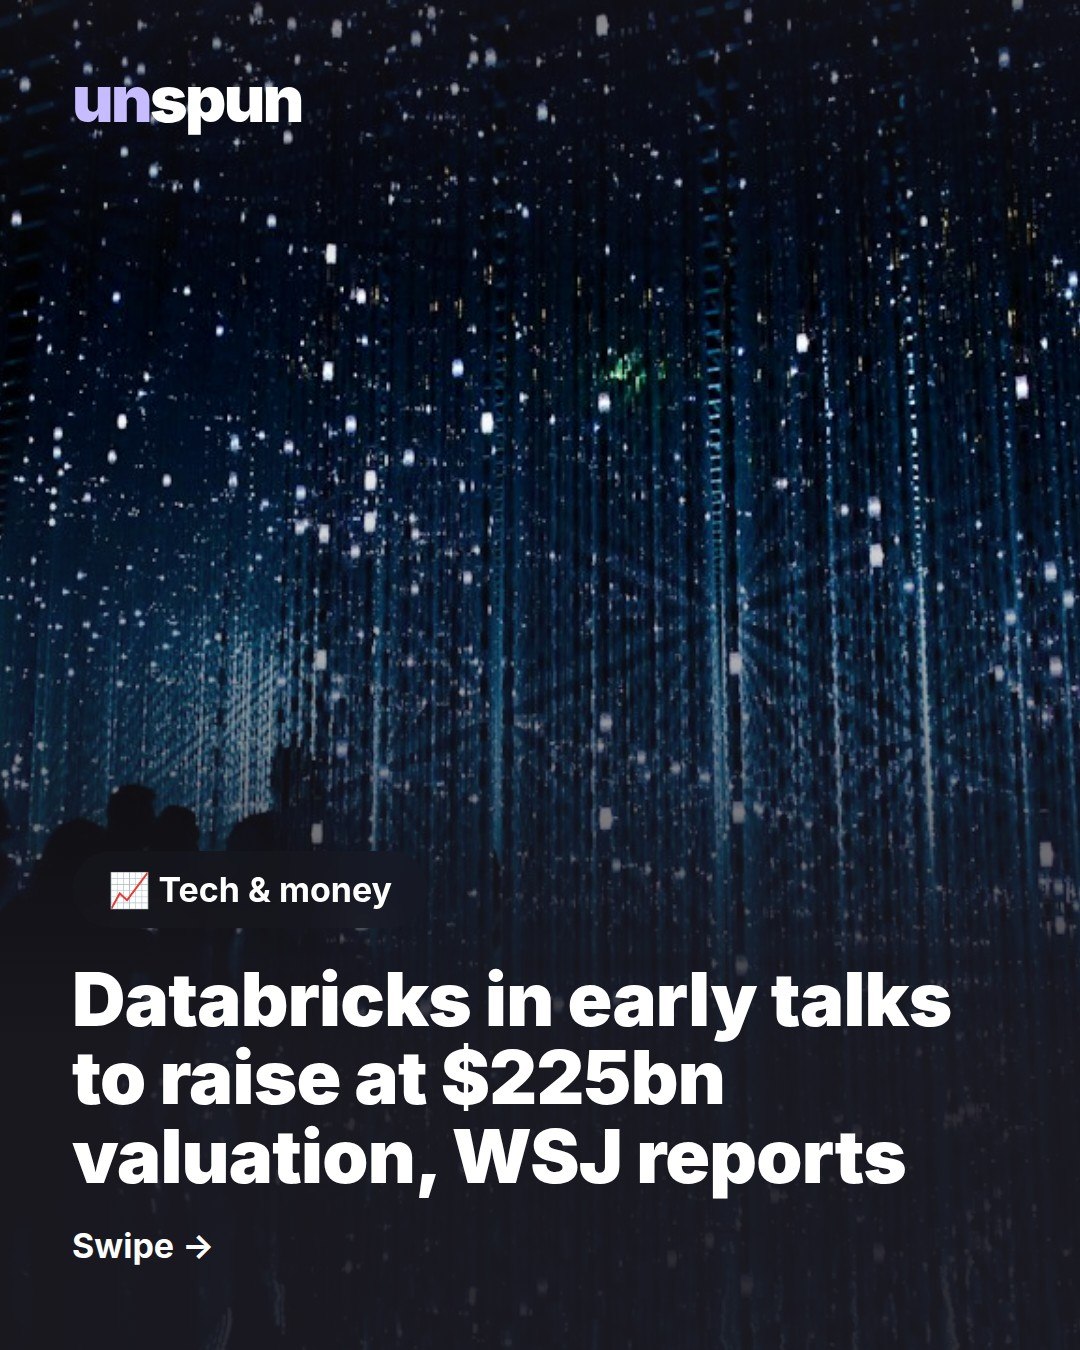 unspun
📈 Tech & money
Databricks in early talks
to raise at $225bn
valuation, WSJ reports
Swipe →